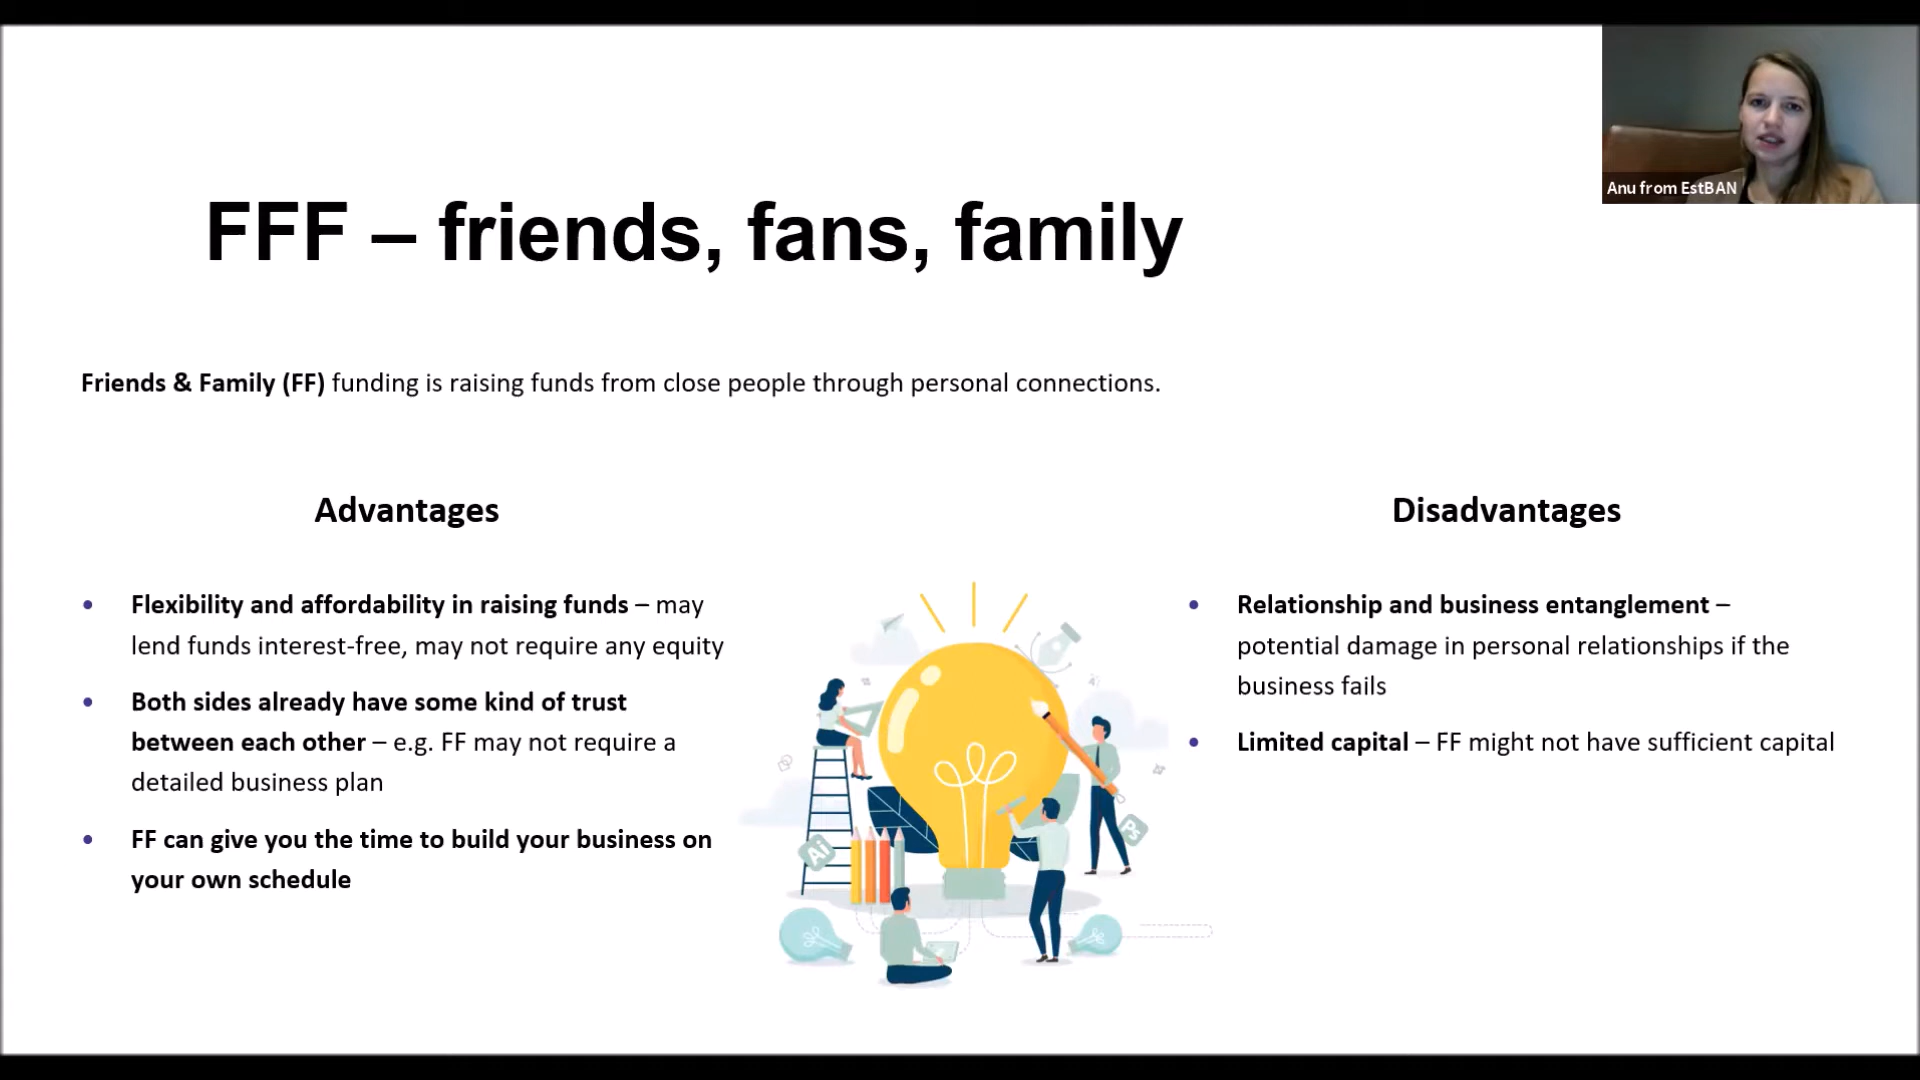 Anu from EstBAN
FFF – friends, fans, family
Friends & Family (FF) funding is raising funds from close people through personal connections.
Advantages
• Flexibility and affordability in raising funds – may
lend funds interest-free, may not require any equity
• Both sides already have some kind of trust
between each other – e.g. FF may not require a
detailed business plan
• FF can give you the time to build your business on
your own schedule
Ai
Ps
Disadvantages
• Relationship and business entanglement –
potential damage in personal relationships if the
business fails
• Limited capital – FF might not have sufficient capital